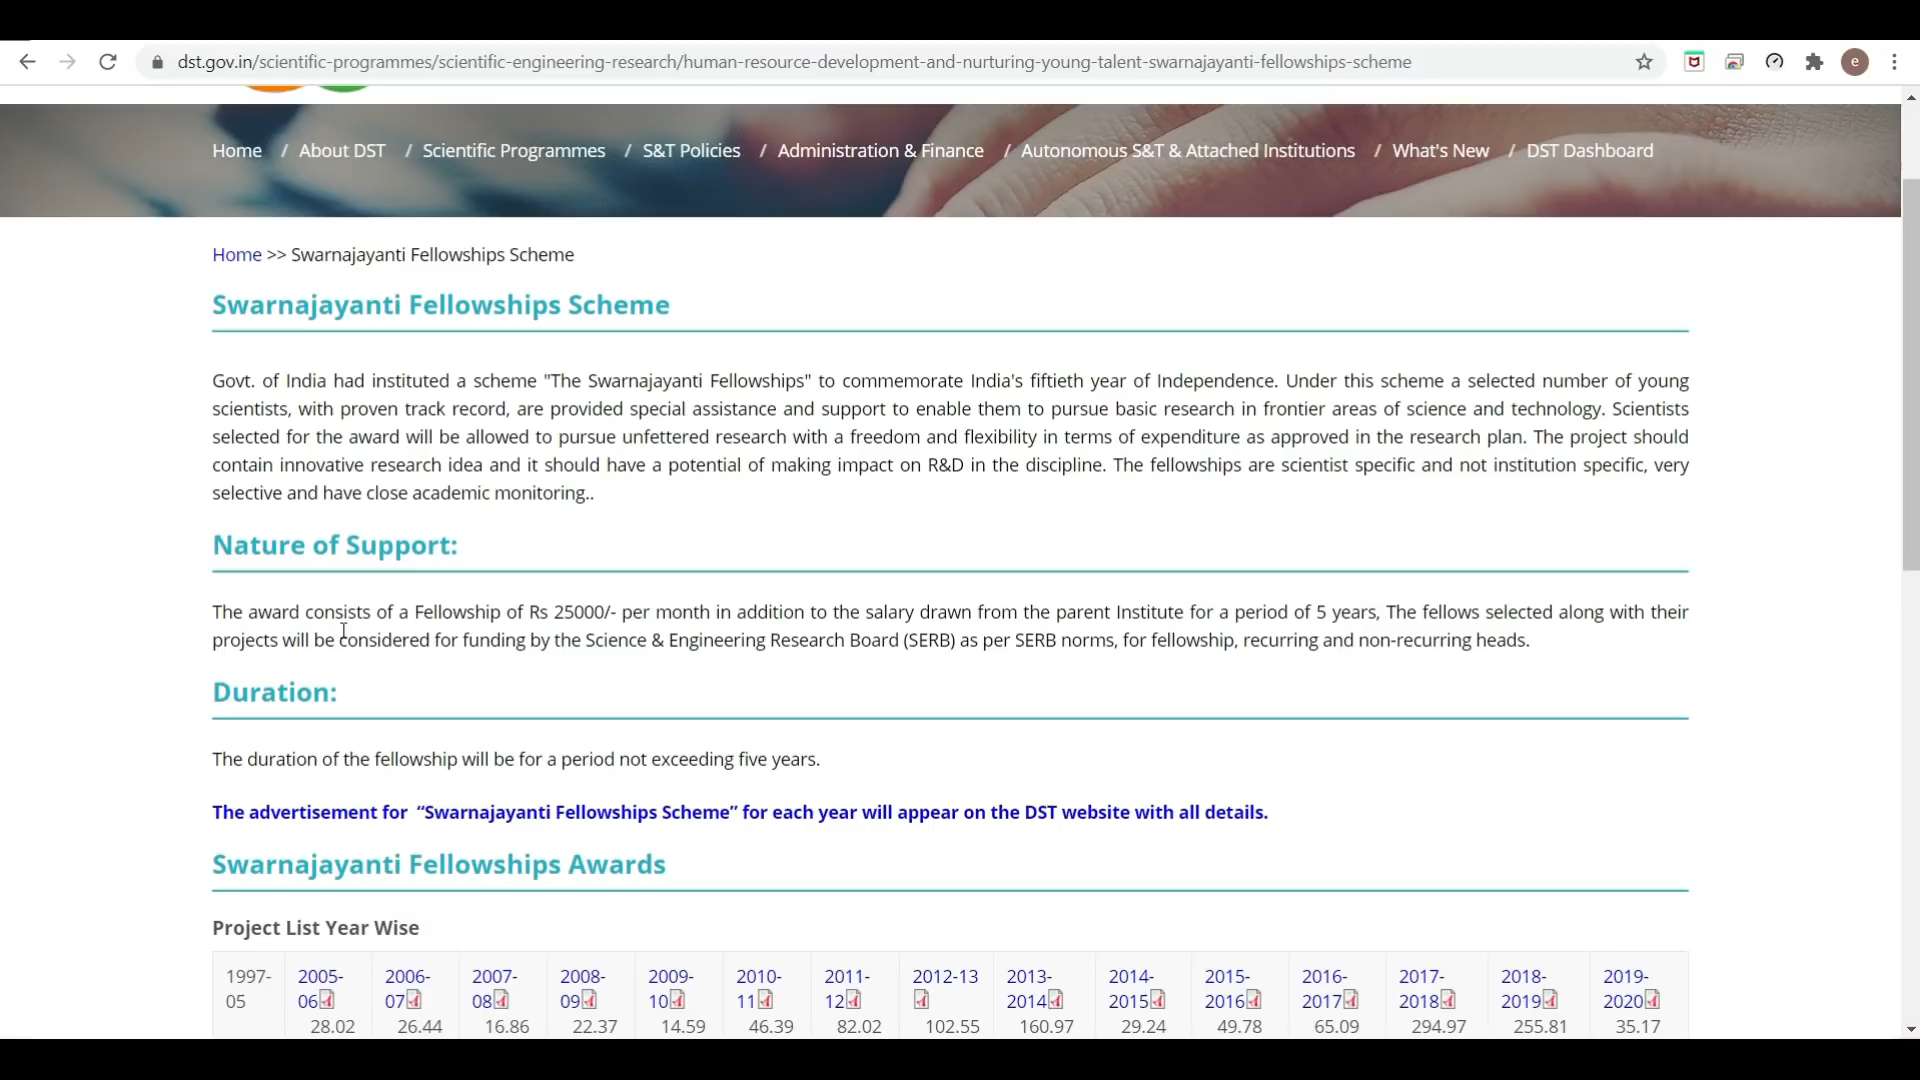 dst.gov.in/scientific-programmes/scientific-engineering-research/human-resource-development-and-nurturing-young-talent-swarnajayanti-fellowships-scheme
e
Home / About DST / Scientific Programmes / S&T Policies / Administration & Finance / Autonomous S&T & Attached Institutions / What's New / DST Dashboard
Home >> Swarnajayanti Fellowships Scheme
Swarnajayanti Fellowships Scheme
Govt. of India had instituted a scheme "The Swarnajayanti Fellowships" to commemorate India's fiftieth year of Independence. Under this scheme a selected number of young
scientists, with proven track record, are provided special assistance and support to enable them to pursue basic research in frontier areas of science and technology. Scientists
selected for the award will be allowed to pursue unfettered research with a freedom and flexibility in terms of expenditure as approved in the research plan. The project should
contain innovative research idea and it should have a potential of making impact on R&D in the discipline. The fellowships are scientist specific and not institution specific, very
selective and have close academic monitoring..
Nature of Support:
The award consists of a Fellowship of Rs 25000/- per month in addition to the salary drawn from the parent Institute for a period of 5 years, The fellows selected along with their
projects will be considered for funding by the Science & Engineering Research Board (SERB) as per SERB norms, for fellowship, recurring and non-recurring heads.
Duration:
The duration of the fellowship will be for a period not exceeding five years.
The advertisement for “Swarnajayanti Fellowships Scheme” for each year will appear on the DST website with all details.
Swarnajayanti Fellowships Awards
Project List Year Wise
1997- 2005- 2006- 2007- 2008- 2009- 2010- 2011- 2012-13 2013- 2014- 2015- 2016- 2017- 2018- 2019-
05 06 07 08 09 10 11 12 2014 2015 2016 2017 2018 2019 2020
28.02 26.44 16.86 22.37 14.59 46.39 82.02 102.55 160.97 29.24 49.78 65.09 294.97 255.81 35.17